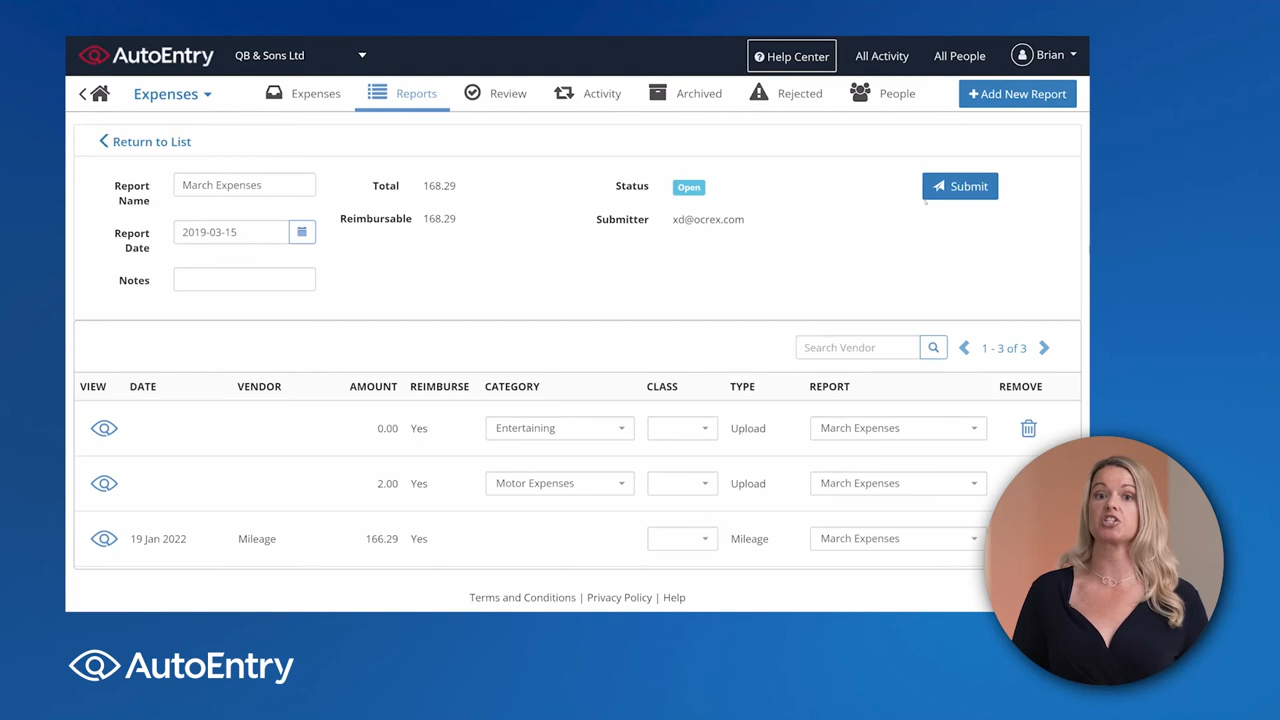 AutoEntry QB & Sons Ltd Help Center All Activity All People Brian
Expenses Expenses Reports Review Activity Archived Rejected People + Add New Report
Return to List
Report Name March Expenses Total 168.29 Status Open Submit
Reimbursable 168.29 Submitter xd@ocrex.com
Report Date 2019-03-15
Notes
Search Vendor 1 - 3 of 3
VIEW DATE VENDOR AMOUNT REIMBURSE CATEGORY CLASS TYPE REPORT REMOVE
0.00 Yes Entertaining Upload March Expenses
2.00 Yes Motor Expenses Upload March Expenses
19 Jan 2022 Mileage 166.29 Yes Mileage March Expenses
Terms and Conditions | Privacy Policy | Help
AutoEntry